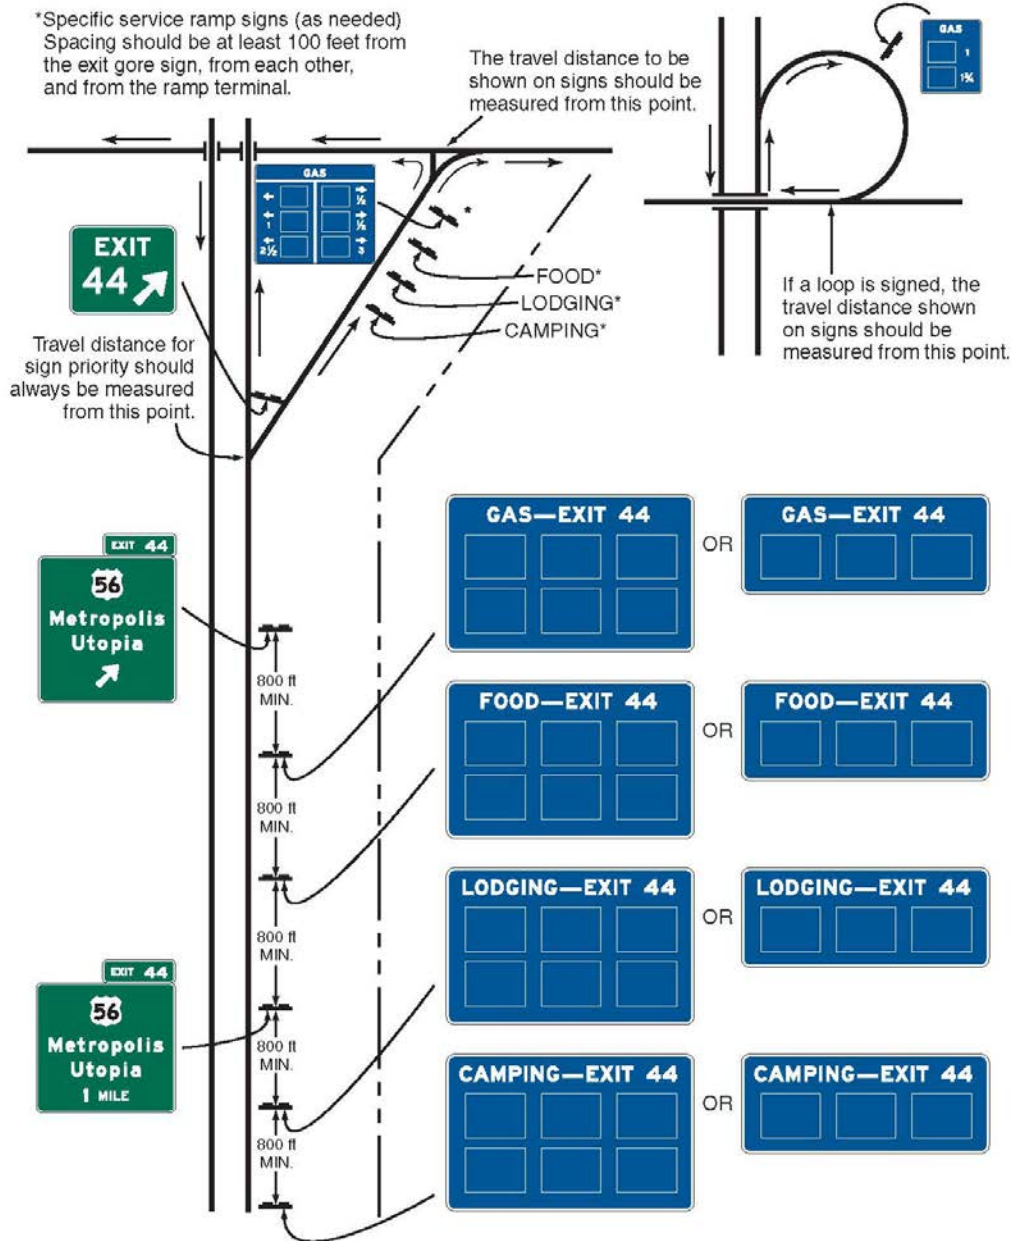 *Specific service ramp signs (as needed)
Spacing should be at least 100 feet from
the exit gore sign, from each other,
and from the ramp terminal.
The travel distance to be
shown on signs should be
measured from this point.
GAS
1
1¾
GAS
½
1
½
2½
3
*
EXIT
44
FOOD*
LODGING*
CAMPING*
If a loop is signed, the
travel distance shown
on signs should be
measured from this point.
Travel distance for
sign priority should
always be measured
from this point.
EXIT 44
56
Metropolis
Utopia
800 ft
MIN.
800 ft
MIN.
800 ft
MIN.
800 ft
MIN.
800 ft
MIN.
EXIT 44
56
Metropolis
Utopia
1 MILE
GAS—EXIT 44
OR
GAS—EXIT 44
FOOD—EXIT 44
OR
FOOD—EXIT 44
LODGING—EXIT 44
OR
LODGING—EXIT 44
CAMPING—EXIT 44
OR
CAMPING—EXIT 44